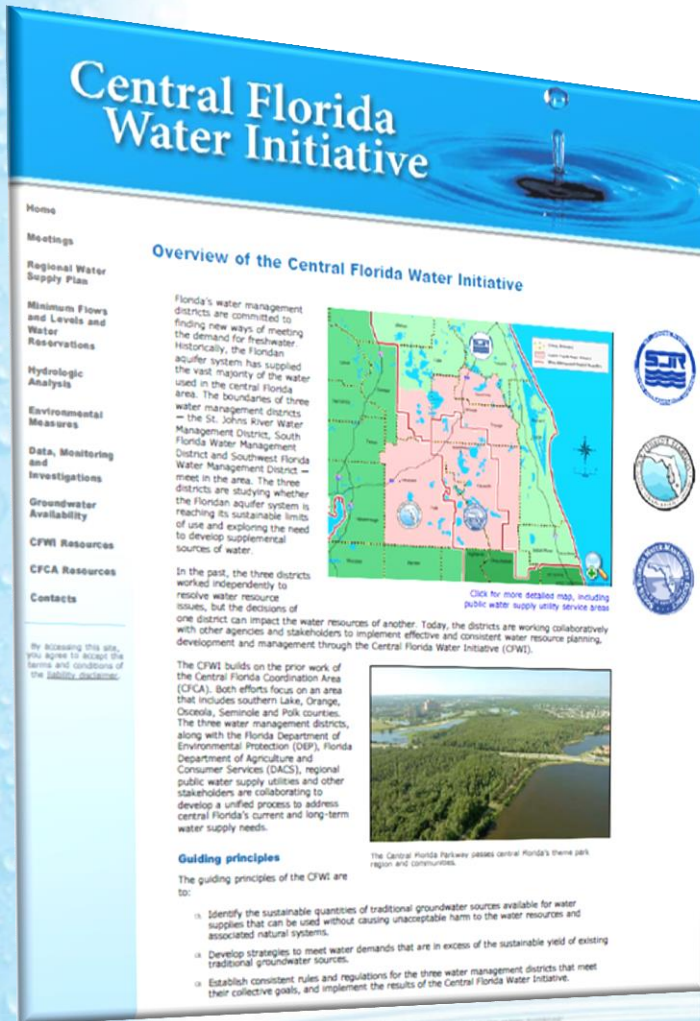 Central Florida
Water Initiative
Home
Meetings
Regional Water
Supply Plan
Minimum Flows
and Levels and
Water
Reservations
Hydrologic
Analysis
Environmental
Measures
Data, Monitoring
and
Investigations
Groundwater
Availability
CFWI Resources
CFCA Resources
Contacts
By accessing this site,
you agree to accept the
terms and conditions of
the liability disclaimer.
Overview of the Central Florida Water Initiative
Florida's water management
districts are committed to
finding new ways of meeting
the demand for freshwater.
Historically, the Floridan
aquifer system has supplied
the vast majority of the water
used in the central Florida
area. The boundaries of three
water management districts
— the St. Johns River Water
Management District, South
Florida Water Management
District and Southwest Florida
Water Management District —
meet in the area. The three
districts are studying whether
the Floridan aquifer system is
reaching its sustainable limits
of use and exploring the need
to develop supplemental
sources of water.
Click for more detailed map, including
public water supply utility service areas
In the past, the three districts
worked independently to
resolve water resource
issues, but the decisions of
one district can impact the water resources of another. Today, the districts are working collaboratively
with other agencies and stakeholders to implement effective and consistent water resource planning,
development and management through the Central Florida Water Initiative (CFWI).
The CFWI builds on the prior work of
the Central Florida Coordination Area
(CFCA). Both efforts focus on an area
that includes southern Lake, Orange,
Osceola, Seminole and Polk counties.
The three water management districts,
along with the Florida Department of
Environmental Protection (DEP), Florida
Department of Agriculture and
Consumer Services (DACS), regional
public water supply utilities and other
stakeholders are collaborating to
develop a unified process to address
central Florida's current and long-term
water supply needs.
The Central Florida Parkway passes central Florida's theme park
region and communities.
Guiding principles
The guiding principles of the CFWI are
to:
Identify the sustainable quantities of traditional groundwater sources available for water
supplies that can be used without causing unacceptable harm to the water resources and
associated natural systems.
Develop strategies to meet water demands that are in excess of the sustainable yield of existing
traditional groundwater sources.
Establish consistent rules and regulations for the three water management districts that meet
their collective goals, and implement the results of the Central Florida Water Initiative.
SJR